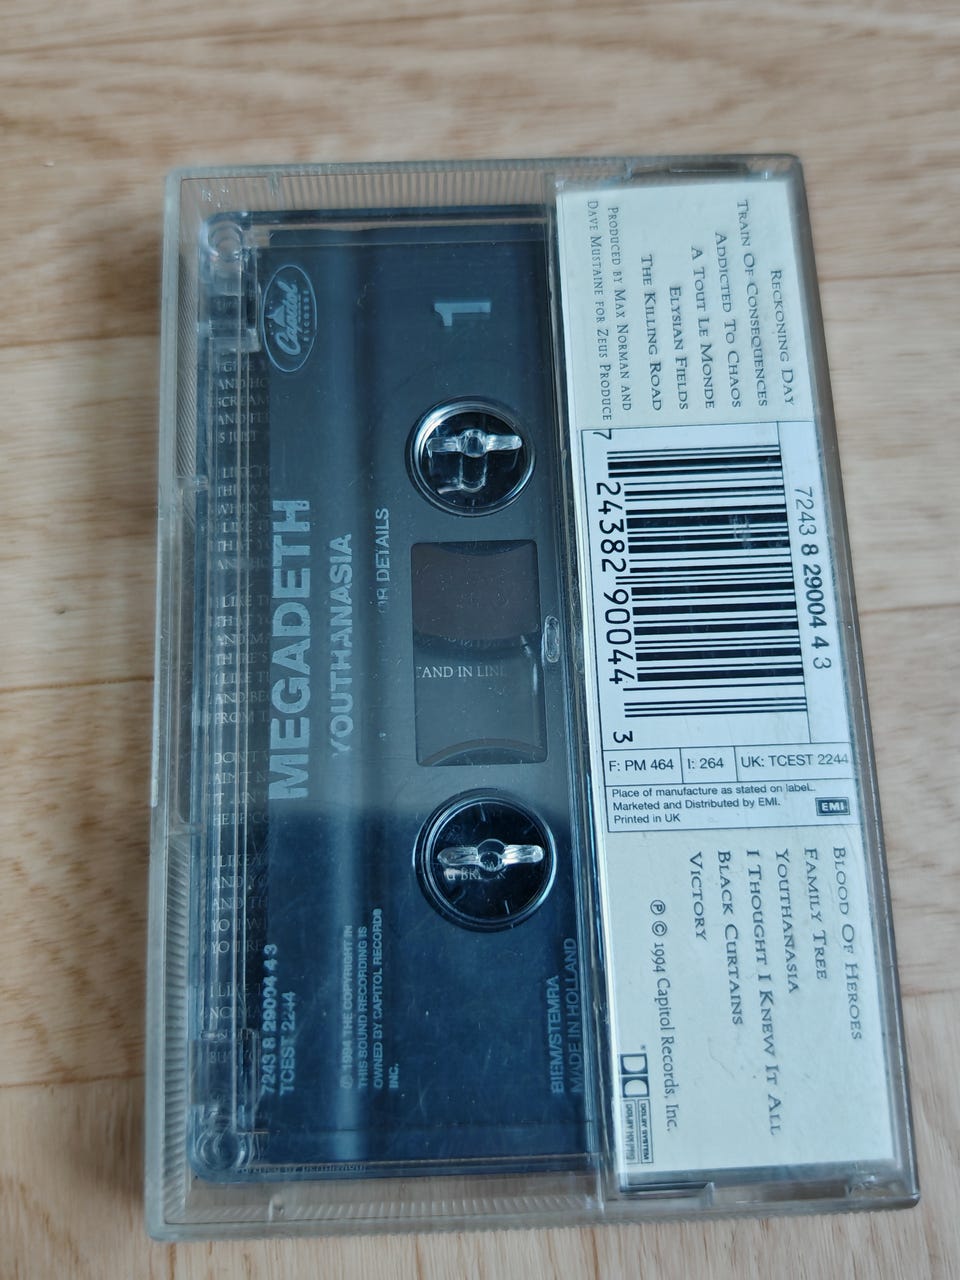 RECKONING DAY
TRAIN OF CONSEQUENCES
ADDICTED TO CHAOS
A TOUT LE MONDE
ELYSIAN FIELDS
THE KILLING ROAD
PRODUCED BY MAX NORMAN AND
DAVE MUSTAINE FOR ZEUS PRODUCE
7243 8 29004 4 3
7 24382 90044 3
F: PM 464
I: 264
UK: TCEST 2244
Place of manufacture as stated on label.
Marketed and Distributed by EMI.
Printed in UK
EMI
BLOOD OF HEROES
FAMILY TREE
YOUTHANASIA
I THOUGHT I KNEW IT ALL
BLACK CURTAINS
VICTORY
℗ © 1994 Capitol Records, Inc.
DOLBY SYSTEM
Capitol
RECORDS
1
MEGADETH
YOUTHANASIA
OR DETAILS
TAND IN LINE
7243 8 29004 4 3
TCEST 2244
℗ 1994 THE COPYRIGHT IN
THIS SOUND RECORDING IS
OWNED BY CAPITOL RECORDS
INC.
BIEM/STEMRA
MADE IN HOLLAND